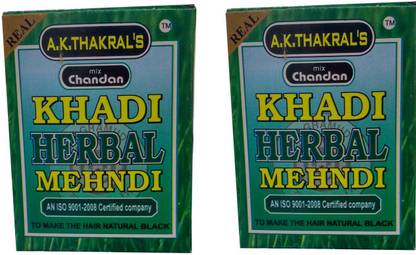 REAL
TM
A.K.THAKRAL'S
mix
Chandan
KHADI
HERBAL
MEHNDI
AN ISO 9001-2008 Certified company
TO MAKE THE HAIR NATURAL BLACK
REAL
TM
A.K.THAKRAL'S
mix
Chandan
KHADI
HERBAL
MEHNDI
AN ISO 9001-2008 Certified company
TO MAKE THE HAIR NATURAL BLACK